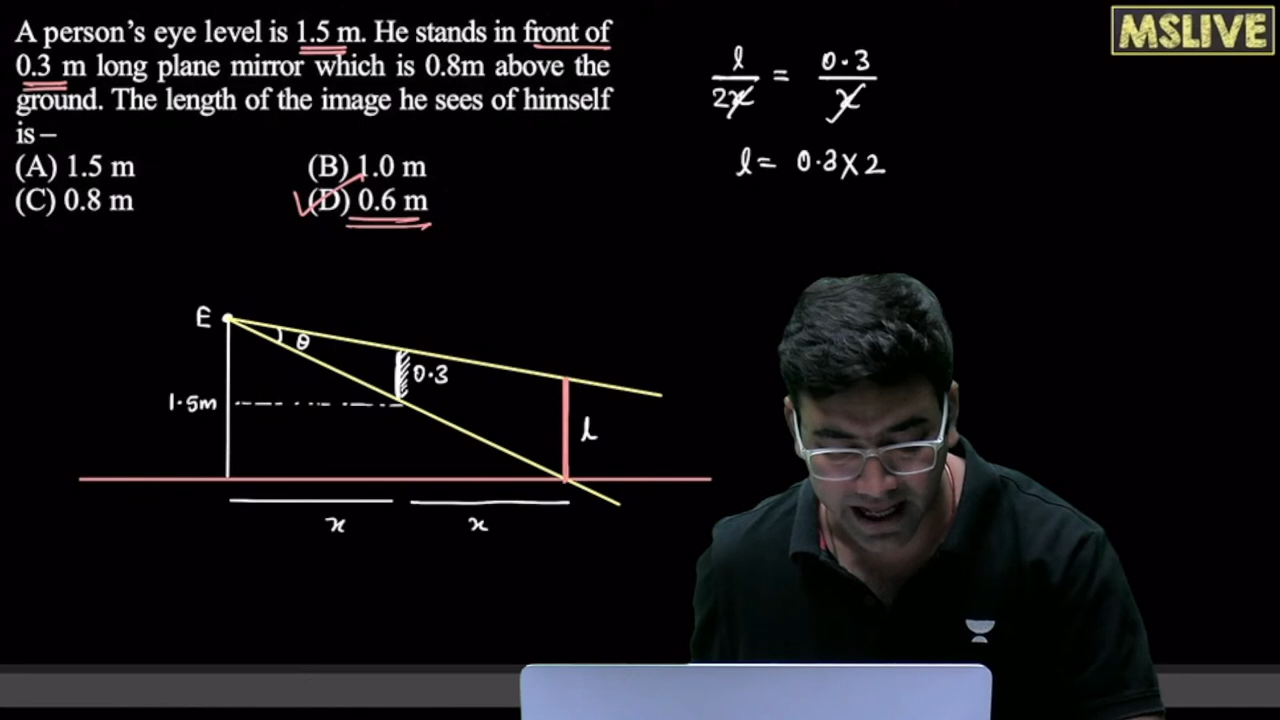 A person's eye level is 1.5 m. He stands in front of
0.3 m long plane mirror which is 0.8m above the
ground. The length of the image he sees of himself
is –
(A) 1.5 m (B) 1.0 m
(C) 0.8 m (D) 0.6 m
MSLIVE
l/2x = 0.3/x
l = 0.3×2
E
θ
0.3
1.5m
l
x x